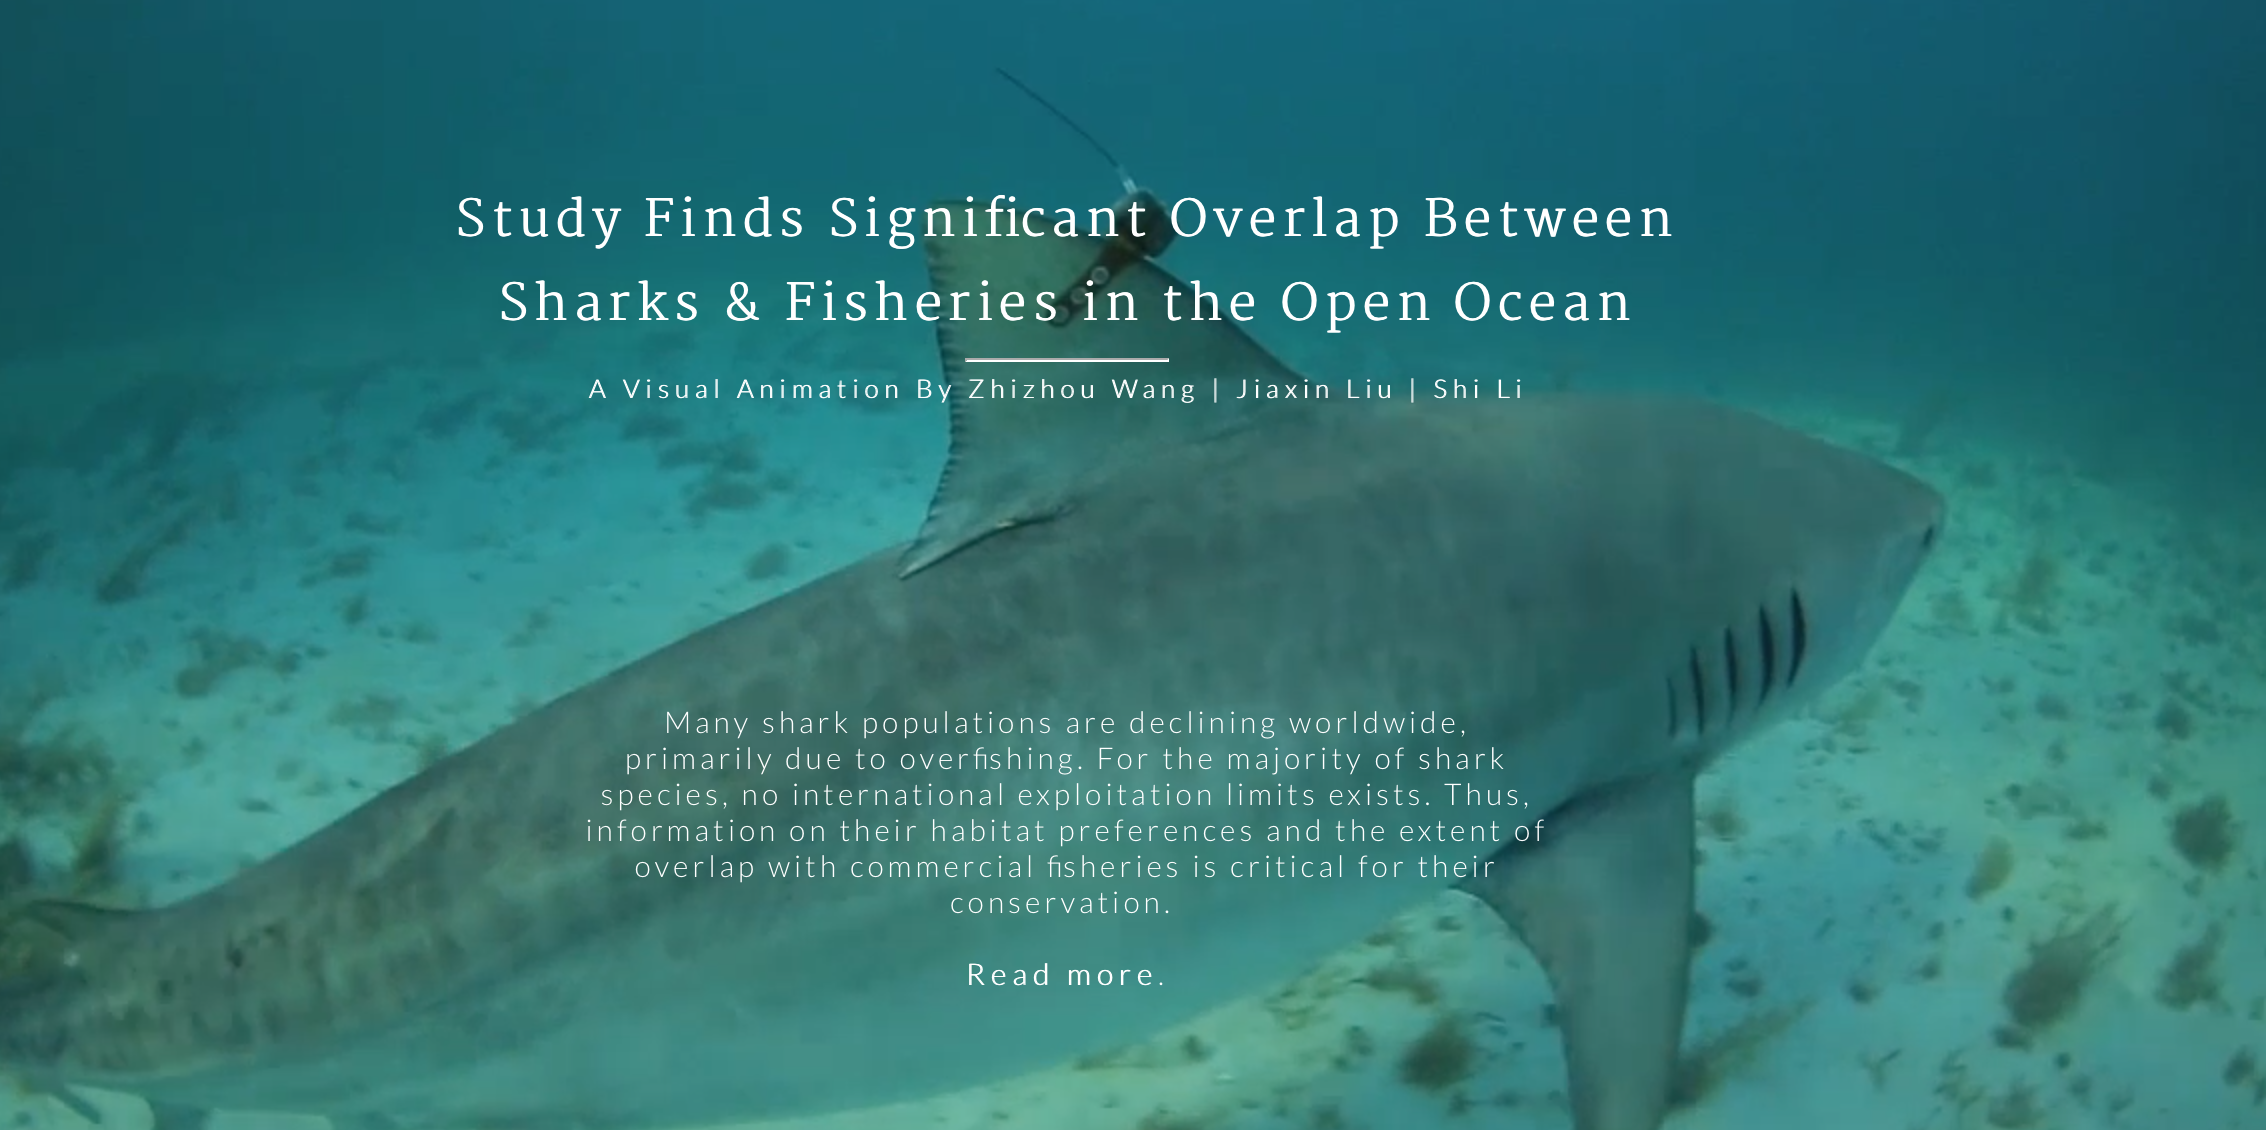 Study Finds Significant Overlap Between
Sharks & Fisheries in the Open Ocean
A Visual Animation By Zhizhou Wang | Jiaxin Liu | Shi Li
Many shark populations are declining worldwide,
primarily due to overfishing. For the majority of shark
species, no international exploitation limits exists. Thus,
information on their habitat preferences and the extent of
overlap with commercial fisheries is critical for their
conservation.
Read more.